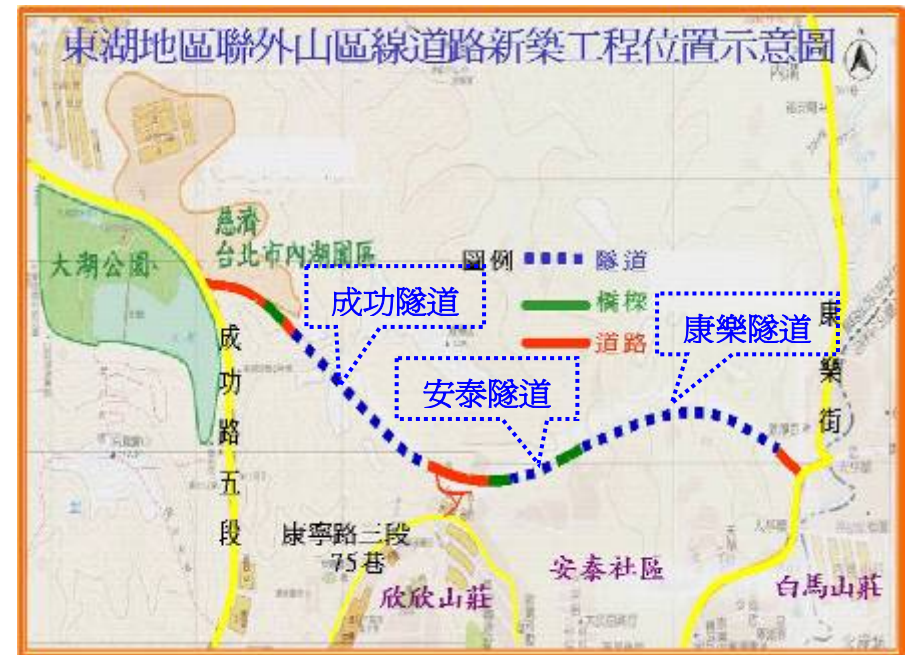 東湖地區聯外山區線道路新築工程位置示意圖
內溝
慈濟
台北市內湖園區
大湖公園
圖例
隧道
橋樑
道路
成功隧道
安泰隧道
康樂隧道
康樂街
成功路五段
康寧路三段
75巷
欣欣山莊
安泰社區
白馬山莊